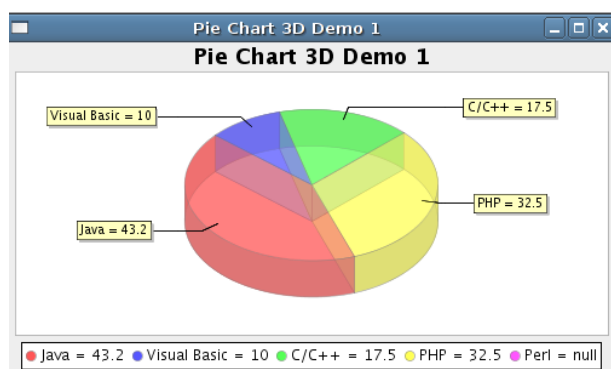 Pie Chart 3D Demo 1
Pie Chart 3D Demo 1
Visual Basic = 10
C/C++ = 17.5
PHP = 32.5
Java = 43.2
Java = 43.2 Visual Basic = 10 C/C++ = 17.5 PHP = 32.5 Perl = null